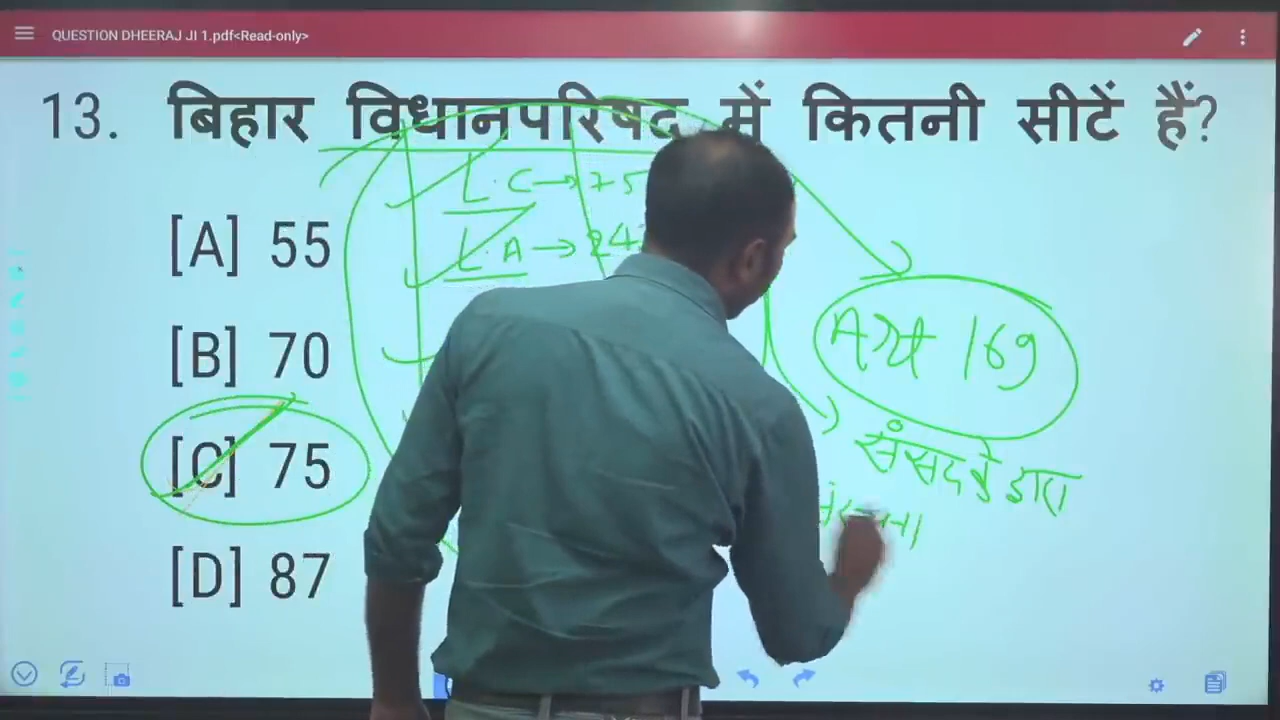 QUESTION DHEERAJ JI 1.pdf<Read-only>
13. बिहार विधानपरिषद में कितनी सीटें हैं?
L.C → 75
L.A → 24
[A] 55
[B] 70
[C] 75
[D] 87
Art 169
संसद के द्वारा